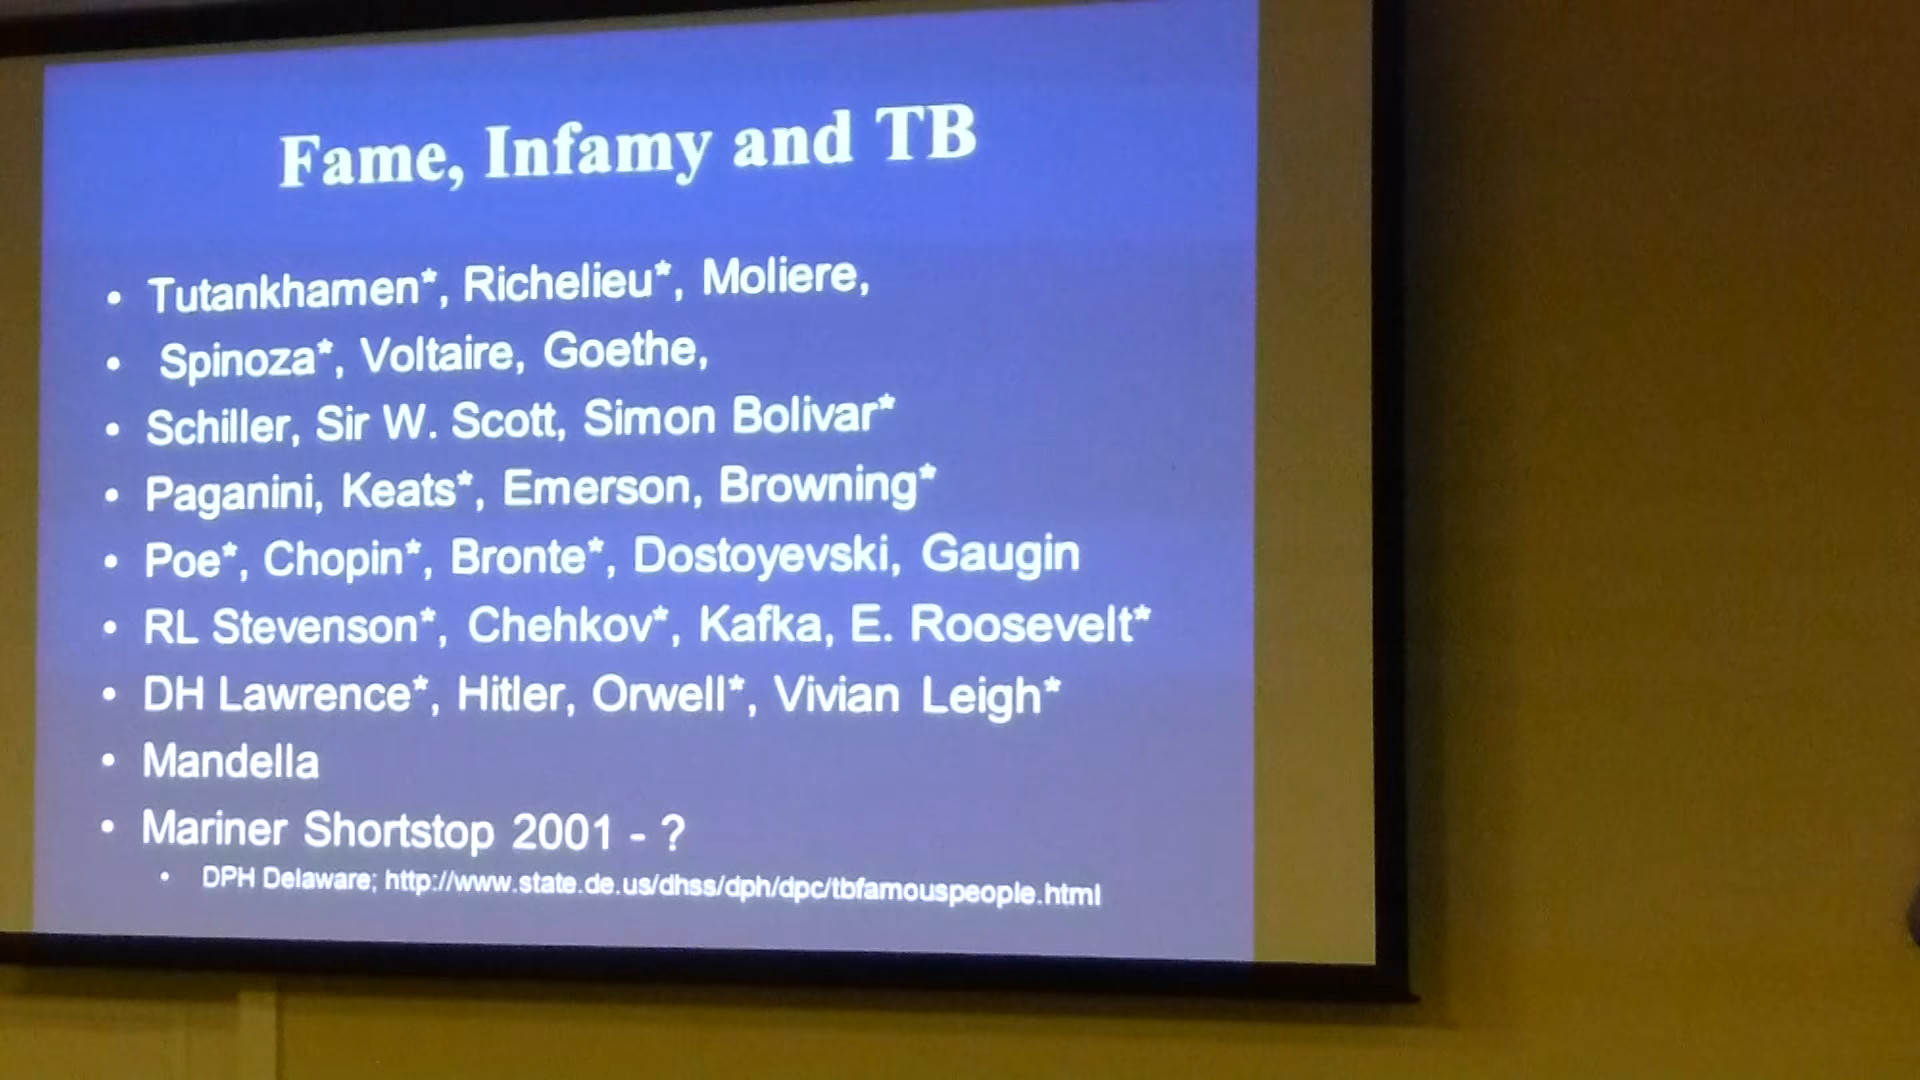 Fame, Infamy and TB
• Tutankhamen*, Richelieu*, Moliere,
• Spinoza*, Voltaire, Goethe,
• Schiller, Sir W. Scott, Simon Bolivar*
• Paganini, Keats*, Emerson, Browning*
• Poe*, Chopin*, Bronte*, Dostoyevski, Gaugin
• RL Stevenson*, Chehkov*, Kafka, E. Roosevelt*
• DH Lawrence*, Hitler, Orwell*, Vivian Leigh*
• Mandella
• Mariner Shortstop 2001 - ?
• DPH Delaware; http://www.state.de.us/dhss/dph/dpc/tbfamouspeople.html